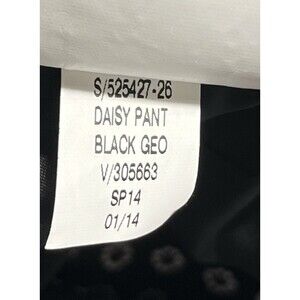 S/525427-26
DAISY PANT
BLACK GEO
V/305663
SP14
01/14